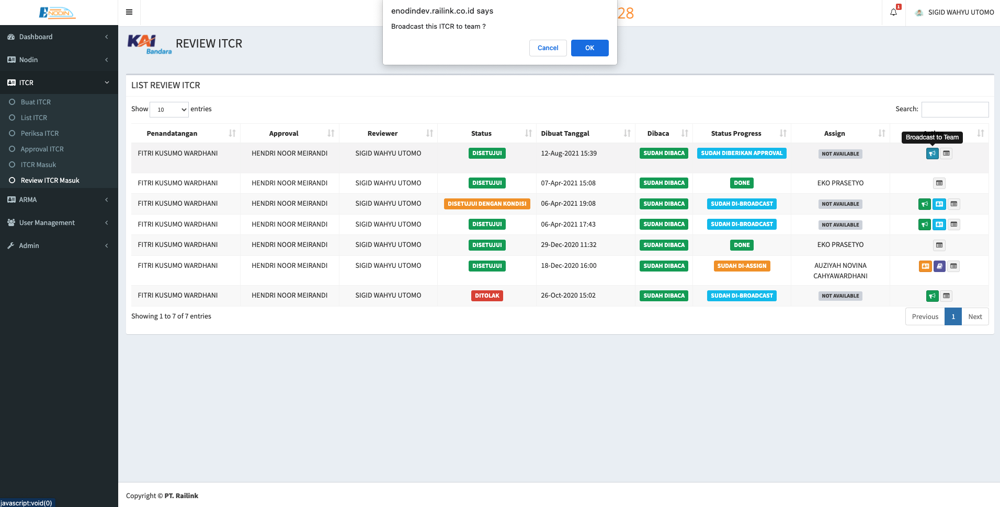 ENODIN
28
1
SIGID WAHYU UTOMO
enodindev.railink.co.id says
Broadcast this ITCR to team ?
Cancel
OK
Dashboard
Nodin
ITCR
Buat ITCR
List ITCR
Periksa ITCR
Approval ITCR
ITCR Masuk
Review ITCR Masuk
ARMA
User Management
Admin
KAI Bandara
REVIEW ITCR
LIST REVIEW ITCR
Show 10 entries
Search:
Penandatangan Approval Reviewer Status Dibuat Tanggal Dibaca Status Progress Assign
Broadcast to Team
FITRI KUSUMO WARDHANI HENDRI NOOR MEIRANDI SIGID WAHYU UTOMO DISETUJUI 12-Aug-2021 15:39 SUDAH DIBACA SUDAH DIBERIKAN APPROVAL NOT AVAILABLE
FITRI KUSUMO WARDHANI HENDRI NOOR MEIRANDI SIGID WAHYU UTOMO DISETUJUI 07-Apr-2021 15:08 SUDAH DIBACA DONE EKO PRASETYO
FITRI KUSUMO WARDHANI HENDRI NOOR MEIRANDI SIGID WAHYU UTOMO DISETUJUI DENGAN KONDISI 06-Apr-2021 19:08 SUDAH DIBACA SUDAH DI-BROADCAST NOT AVAILABLE
FITRI KUSUMO WARDHANI HENDRI NOOR MEIRANDI SIGID WAHYU UTOMO DISETUJUI 06-Apr-2021 17:43 SUDAH DIBACA SUDAH DI-BROADCAST NOT AVAILABLE
FITRI KUSUMO WARDHANI HENDRI NOOR MEIRANDI SIGID WAHYU UTOMO DISETUJUI 29-Dec-2020 11:32 SUDAH DIBACA DONE EKO PRASETYO
FITRI KUSUMO WARDHANI HENDRI NOOR MEIRANDI SIGID WAHYU UTOMO DISETUJUI 18-Dec-2020 16:00 SUDAH DIBACA SUDAH DI-ASSIGN AUZIYAH NOVINA
CAHYAWARDHANI
FITRI KUSUMO WARDHANI HENDRI NOOR MEIRANDI SIGID WAHYU UTOMO DITOLAK 26-Oct-2020 15:02 SUDAH DIBACA SUDAH DI-BROADCAST NOT AVAILABLE
Showing 1 to 7 of 7 entries
Previous 1 Next
Copyright © PT. Railink
javascript:void(0)